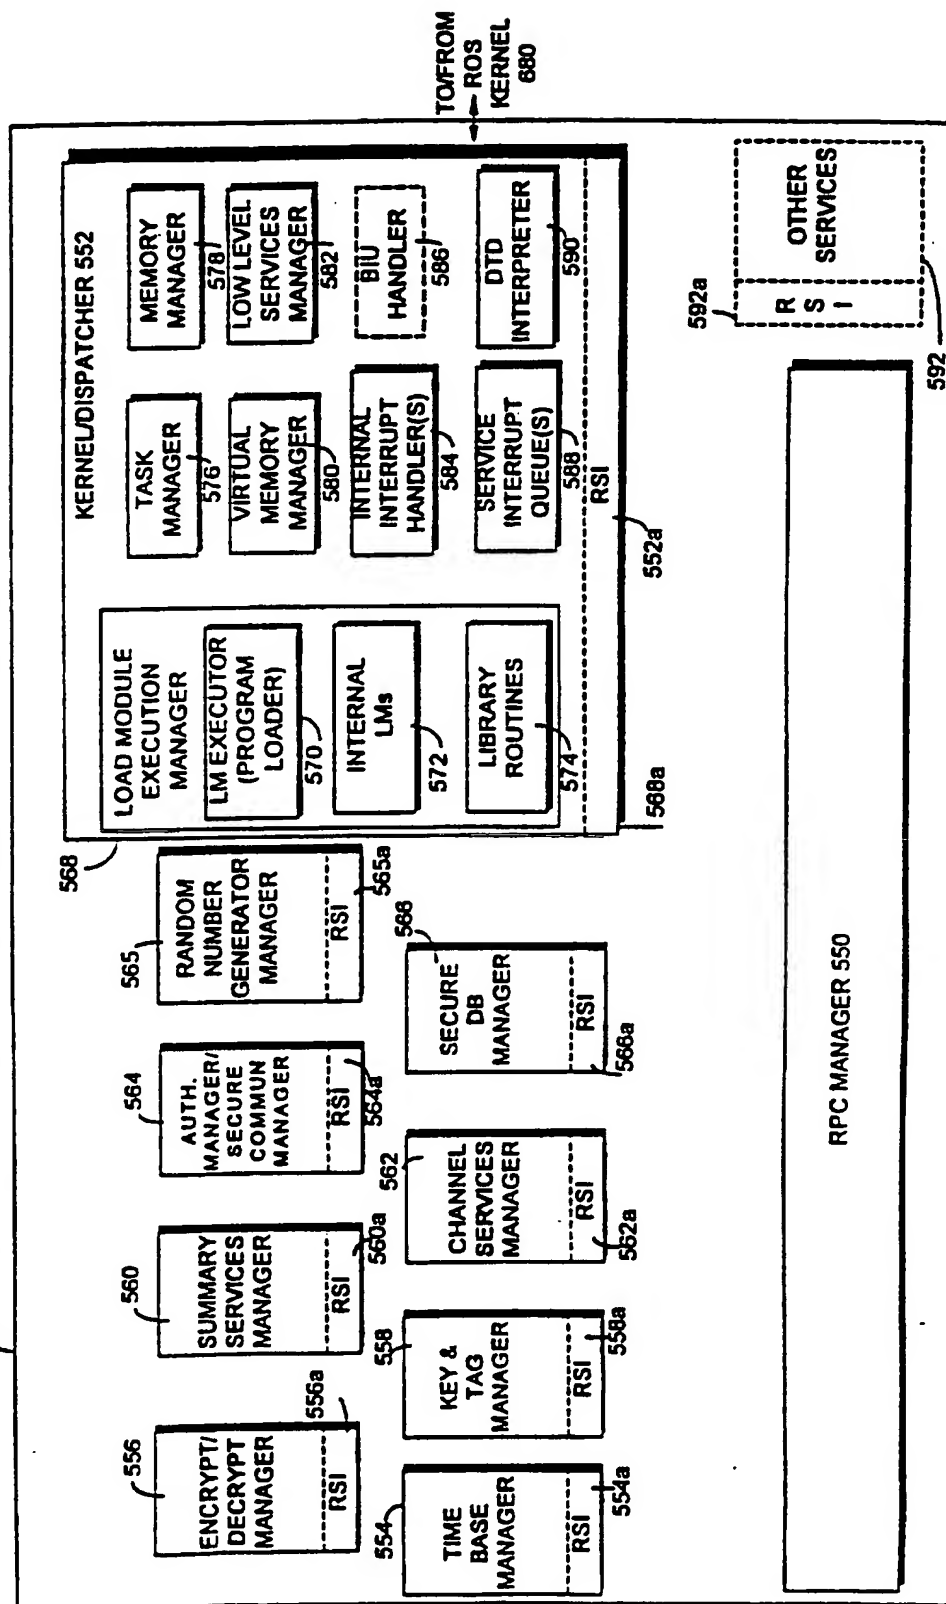 KERNEL/DISPATCHER 552
LOAD MODULE
EXECUTION
MANAGER
568
LM EXECUTOR
(PROGRAM
LOADER)
570
INTERNAL
LMs
572
LIBRARY
ROUTINES
574
TASK
MANAGER
576
MEMORY
MANAGER
578
VIRTUAL
MEMORY
MANAGER
580
LOW LEVEL
SERVICES
MANAGER
582
INTERNAL
INTERRUPT
HANDLER(S)
584
BIU
HANDLER
586
SERVICE
INTERRUPT
QUEUE(S)
588
DTD
INTERPRETER
590
RSI
552a
568a
TO/FROM
ROS
KERNEL
680
556
ENCRYPT/
DECRYPT
MANAGER
RSI
556a
560
SUMMARY
SERVICES
MANAGER
RSI
560a
564
AUTH.
MANAGER/
SECURE
COMMUN
MANAGER
RSI
564a
565
RANDOM
NUMBER
GENERATOR
MANAGER
RSI
565a
554
TIME
BASE
MANAGER
RSI
554a
558
KEY &
TAG
MANAGER
RSI
558a
562
CHANNEL
SERVICES
MANAGER
RSI
562a
566
SECURE
DB
MANAGER
RSI
566a
RPC MANAGER 550
592a
R
S
I
OTHER
SERVICES
592